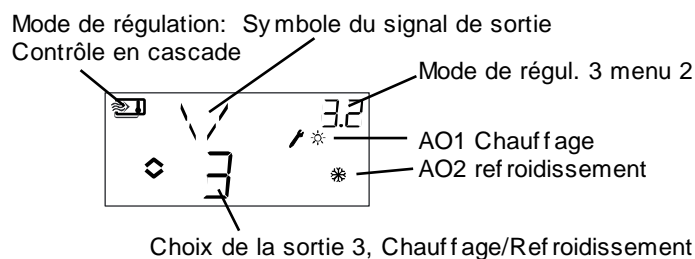 Mode de régulation: Symbole du signal de sortie
Contrôle en cascade
Mode de régul. 3 menu 2
3.2
AO1 Chauffage
AO2 refroidissement
3
Choix de la sortie 3, Chauffage/Refroidissement